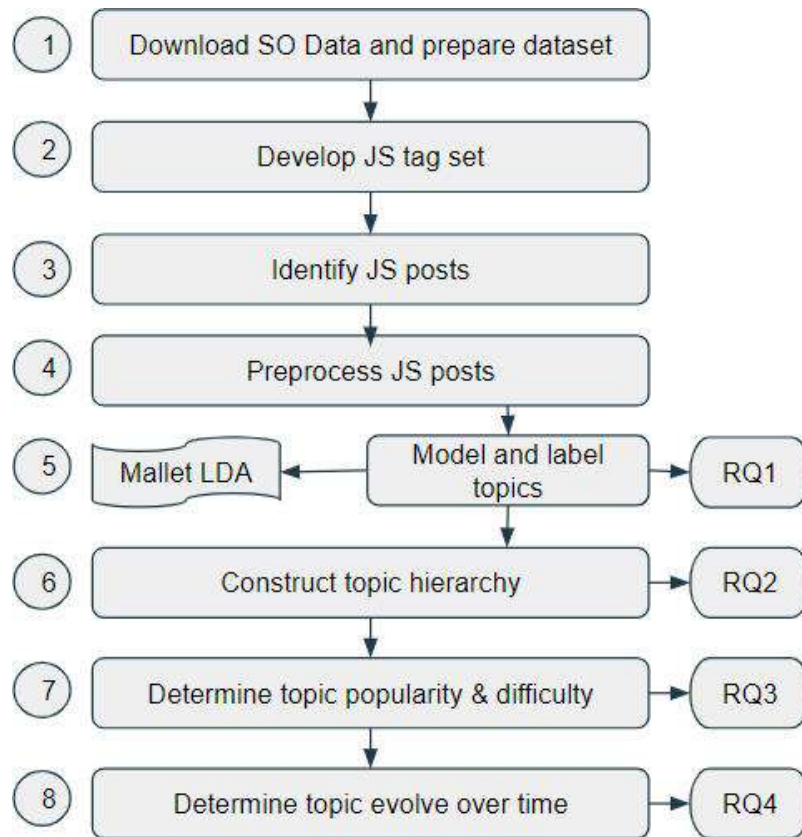 1
Download SO Data and prepare dataset
2
Develop JS tag set
3
Identify JS posts
4
Preprocess JS posts
5
Mallet LDA
Model and label
topics
RQ1
6
Construct topic hierarchy
RQ2
7
Determine topic popularity & difficulty
RQ3
8
Determine topic evolve over time
RQ4